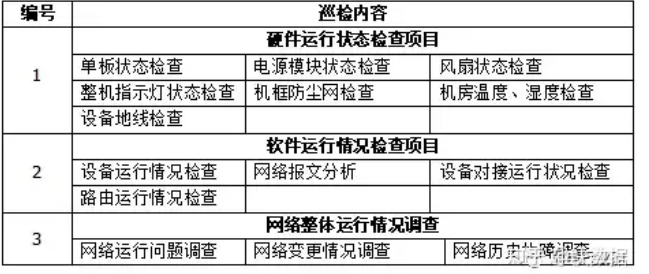 编号 巡检内容
硬件运行状态检查项目
1
单板状态检查 电源模块状态检查 风扇状态检查
整机指示灯状态检查 机框防尘网检查 机房温度、湿度检查
设备地线检查
软件运行情况检查项目
2
设备运行情况检查 网络报文分析 设备对接运行状况检查
路由运行情况检查
网络整体运行情况调查
3
网络运行问题调查 网络变更情况调查 网络历史故障调查
知乎